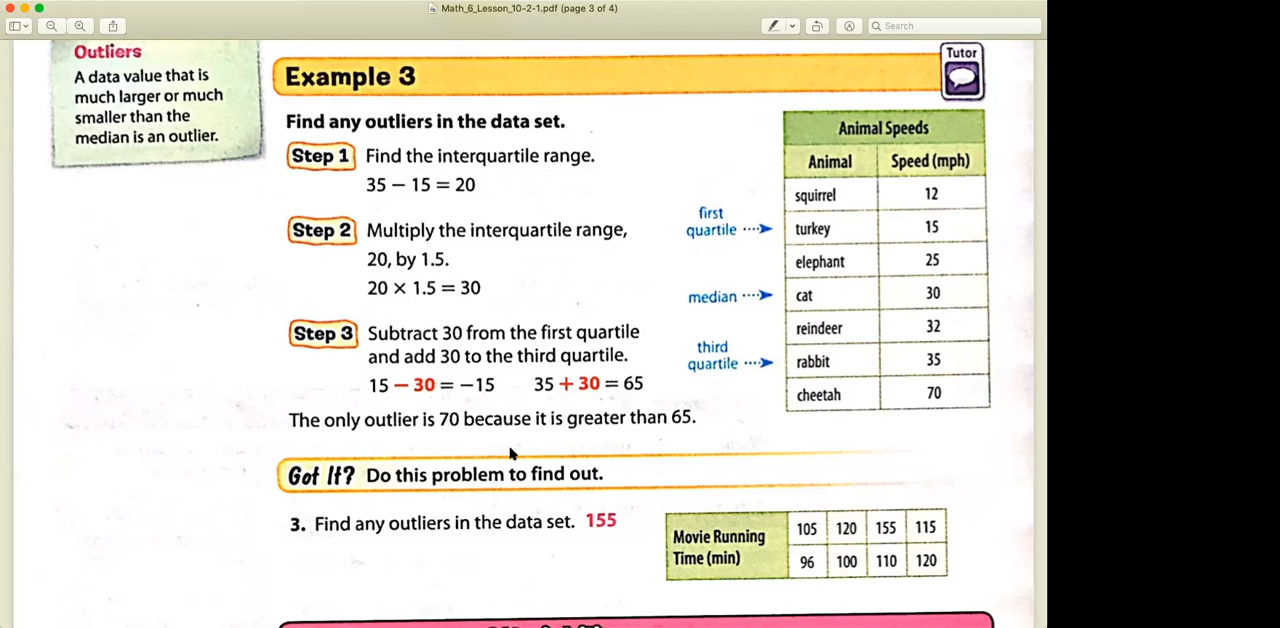 Math_6_Lesson_10-2-1.pdf (page 3 of 4)
Search
Outliers
A data value that is
much larger or much
smaller than the
median is an outlier.
Example 3
Tutor
Find any outliers in the data set.
Step 1 Find the interquartile range.
35 − 15 = 20
Step 2 Multiply the interquartile range,
20, by 1.5.
20 × 1.5 = 30
Step 3 Subtract 30 from the first quartile
and add 30 to the third quartile.
15 − 30 = −15 35 + 30 = 65
The only outlier is 70 because it is greater than 65.
Animal Speeds
Animal Speed (mph)
squirrel 12
first
quartile turkey 15
elephant 25
median cat 30
reindeer 32
third
quartile rabbit 35
cheetah 70
Got It? Do this problem to find out.
3. Find any outliers in the data set. 155
Movie Running
Time (min)
105 120 155 115
96 100 110 120